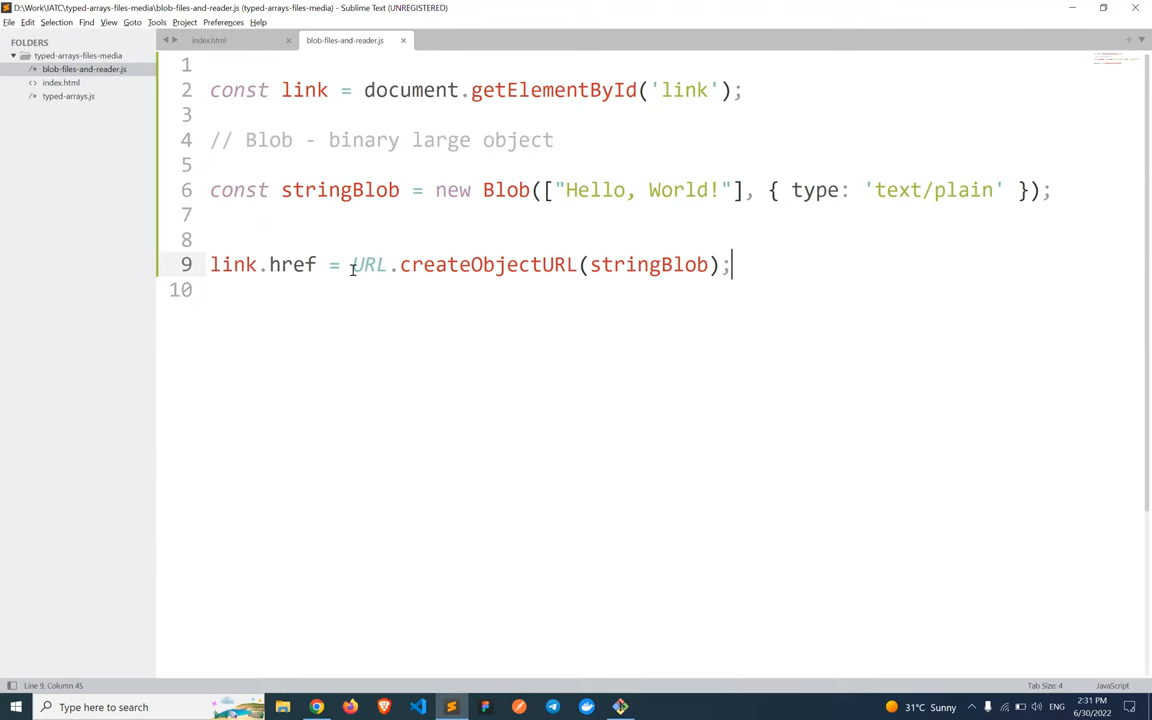 D:\Work\IATC\typed-arrays-files-media\blob-files-and-reader.js (typed-arrays-files-media) - Sublime Text (UNREGISTERED)
File Edit Selection Find View Goto Tools Project Preferences Help
FOLDERS
typed-arrays-files-media
blob-files-and-reader.js
index.html
typed-arrays.js
index.html
blob-files-and-reader.js
1
2 const link = document.getElementById('link');
3
4 // Blob - binary large object
5
6 const stringBlob = new Blob(["Hello, World!"], { type: 'text/plain' });
7
8
9 link.href = URL.createObjectURL(stringBlob);
10
Line 9, Column 45
Tab Size: 4
JavaScript
Type here to search
31°C Sunny
ENG
2:31 PM
6/30/2022